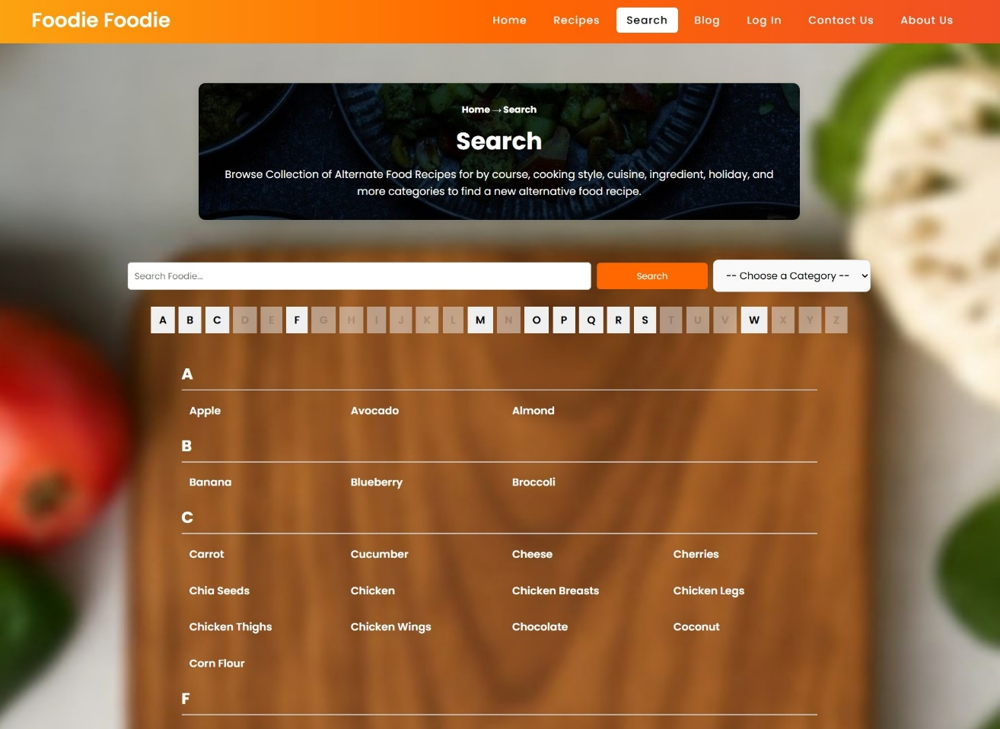 Foodie Foodie
Home Recipes Search Blog Log In Contact Us About Us
Home → Search
Search
Browse Collection of Alternate Food Recipes for by course, cooking style, cuisine, ingredient, holiday, and
more categories to find a new alternative food recipe.
Search Foodie... Search -- Choose a Category --
A B C D E F G H I J K L M N O P Q R S T U V W X Y Z
A
Apple Avocado Almond
B
Banana Blueberry Broccoli
C
Carrot Cucumber Cheese Cherries
Chia Seeds Chicken Chicken Breasts Chicken Legs
Chicken Thighs Chicken Wings Chocolate Coconut
Corn Flour
F